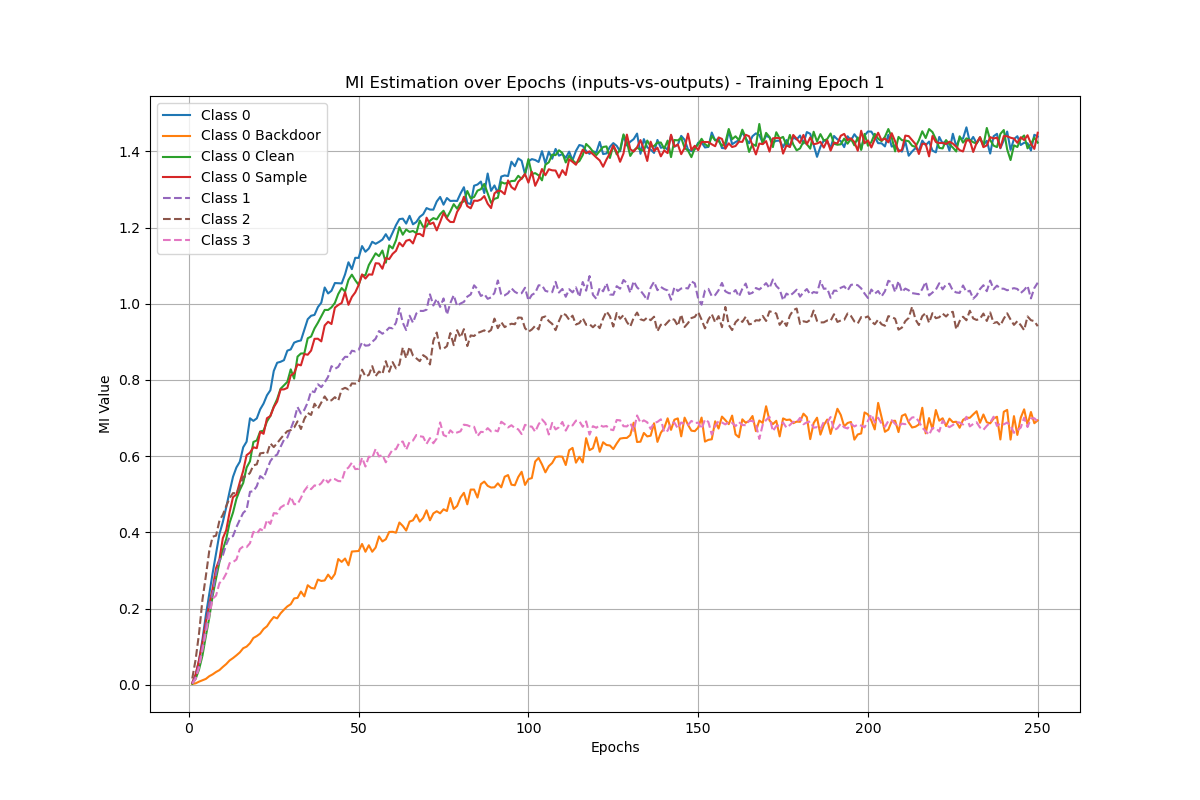 MI Estimation over Epochs (inputs-vs-outputs) - Training Epoch 1
Class 0
Class 0 Backdoor
Class 0 Clean
Class 0 Sample
Class 1
Class 2
Class 3
MI Value
1.4
1.2
1.0
0.8
0.6
0.4
0.2
0.0
0 50 100 150 200 250
Epochs